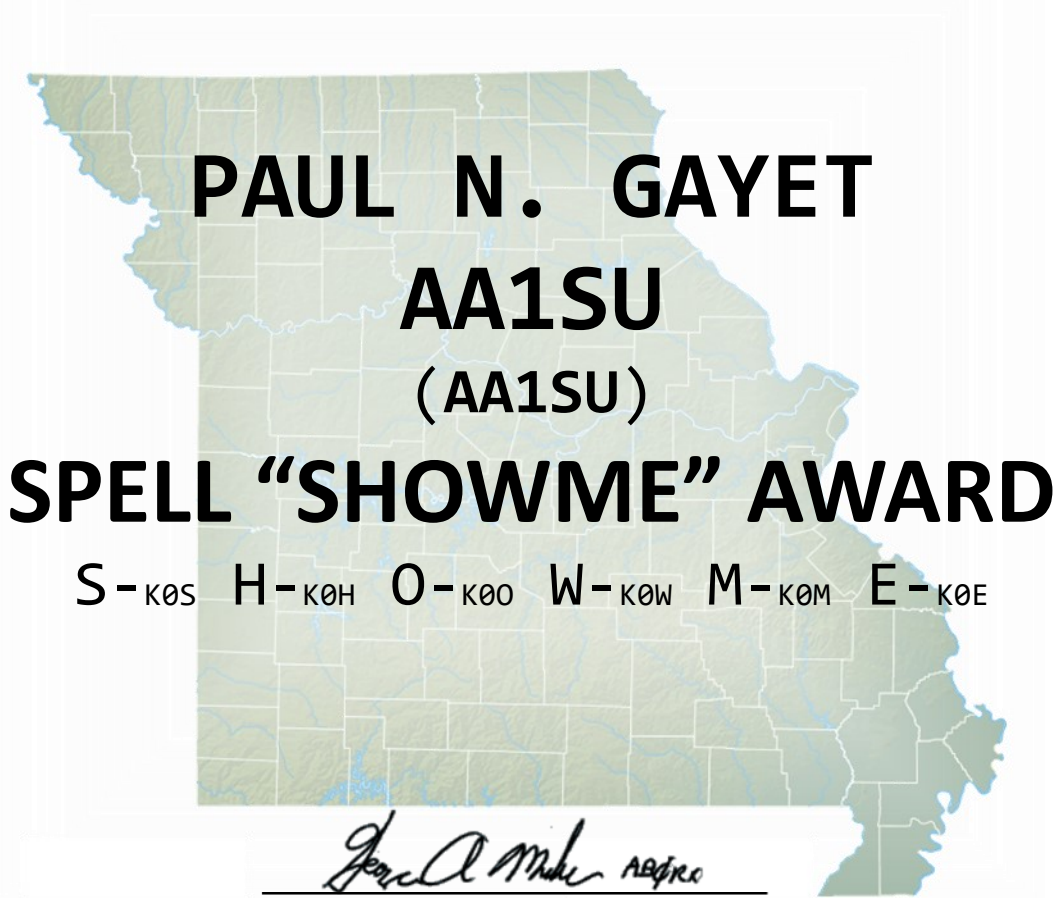 PAUL N. GAYET
AA1SU
(AA1SU)
SPELL “SHOWME” AWARD
S-K0S H-K0H O-K0O W-K0W M-K0M E-K0E